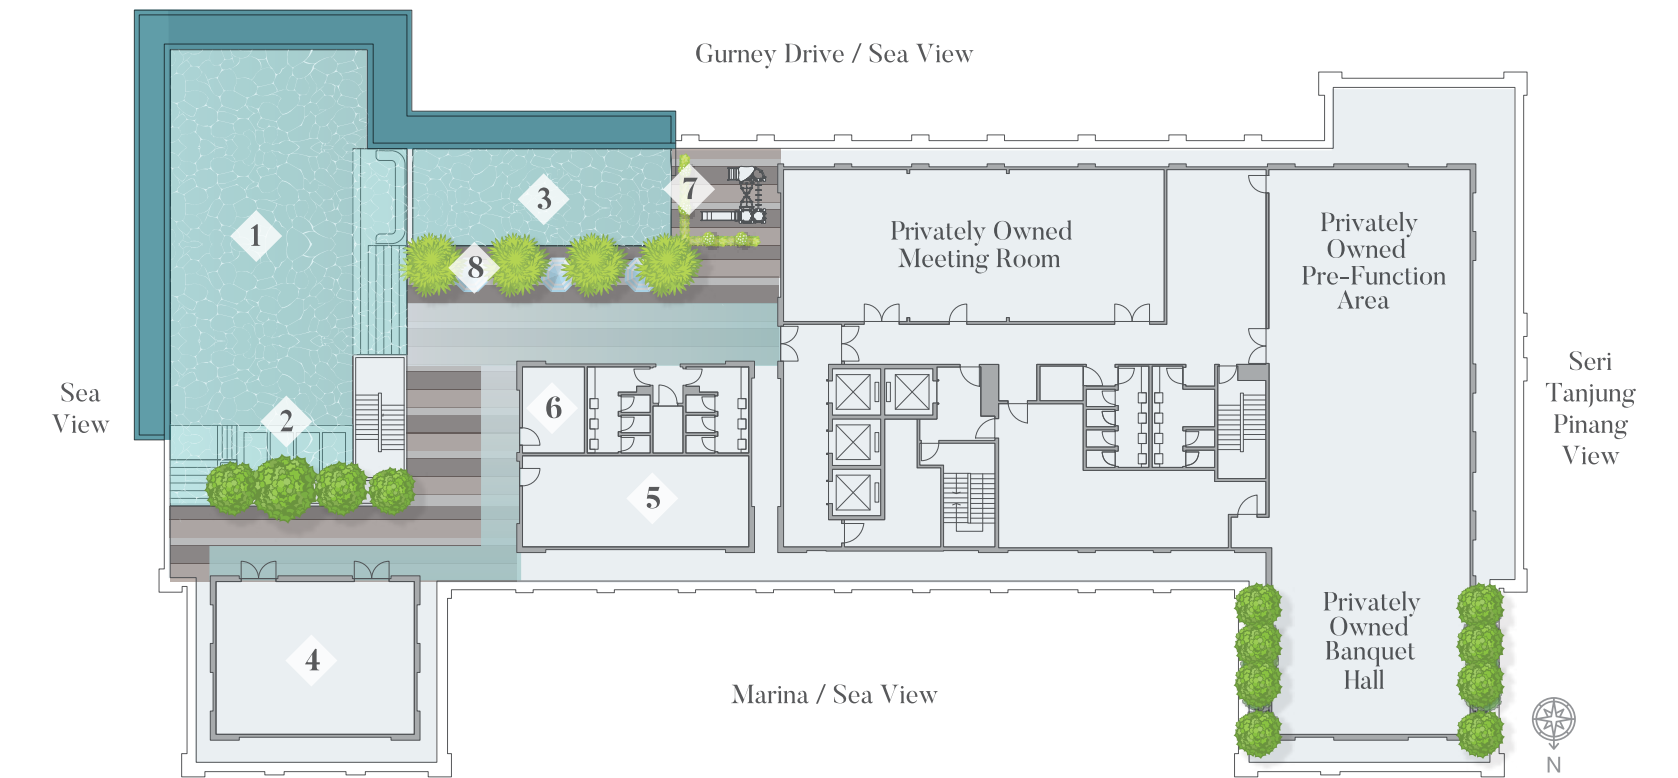 Gurney Drive / Sea View
1
3
7
8
Privately Owned
Meeting Room
Privately
Owned
Pre-Function
Area
Sea
View
2
6
5
Seri
Tanjung
Pinang
View
4
Marina / Sea View
Privately
Owned
Banquet
Hall
N